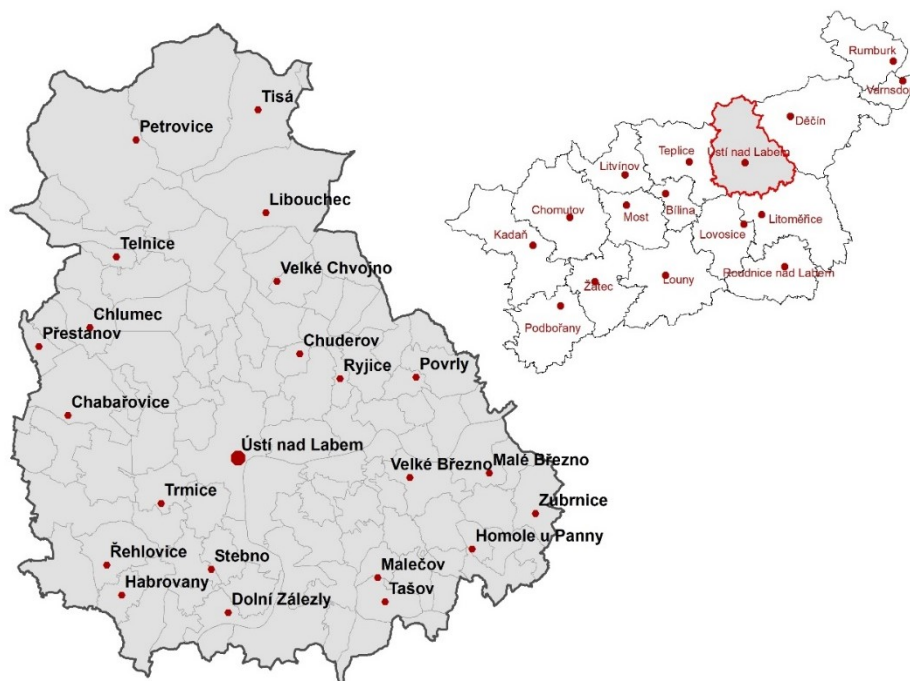 Tisá
Petrovice
Libouchec
Telnice
Velké Chvojno
Chlumec
Přestanov
Chuderov
Ryjice
Povrly
Chabařovice
Ústí nad Labem
Velké Březno
Malé Březno
Trmice
Zubrnice
Homole u Panny
Řehlovice
Stebno
Malečov
Habrovany
Tašov
Dolní Zálezly
Rumburk
Varnsdo
Děčín
Ústí nad Labem
Teplice
Litvínov
Bílina
Chomutov
Most
Litoměřice
Lovosice
Kadaň
Roudnice nad Labem
Louny
Žatec
Podbořany